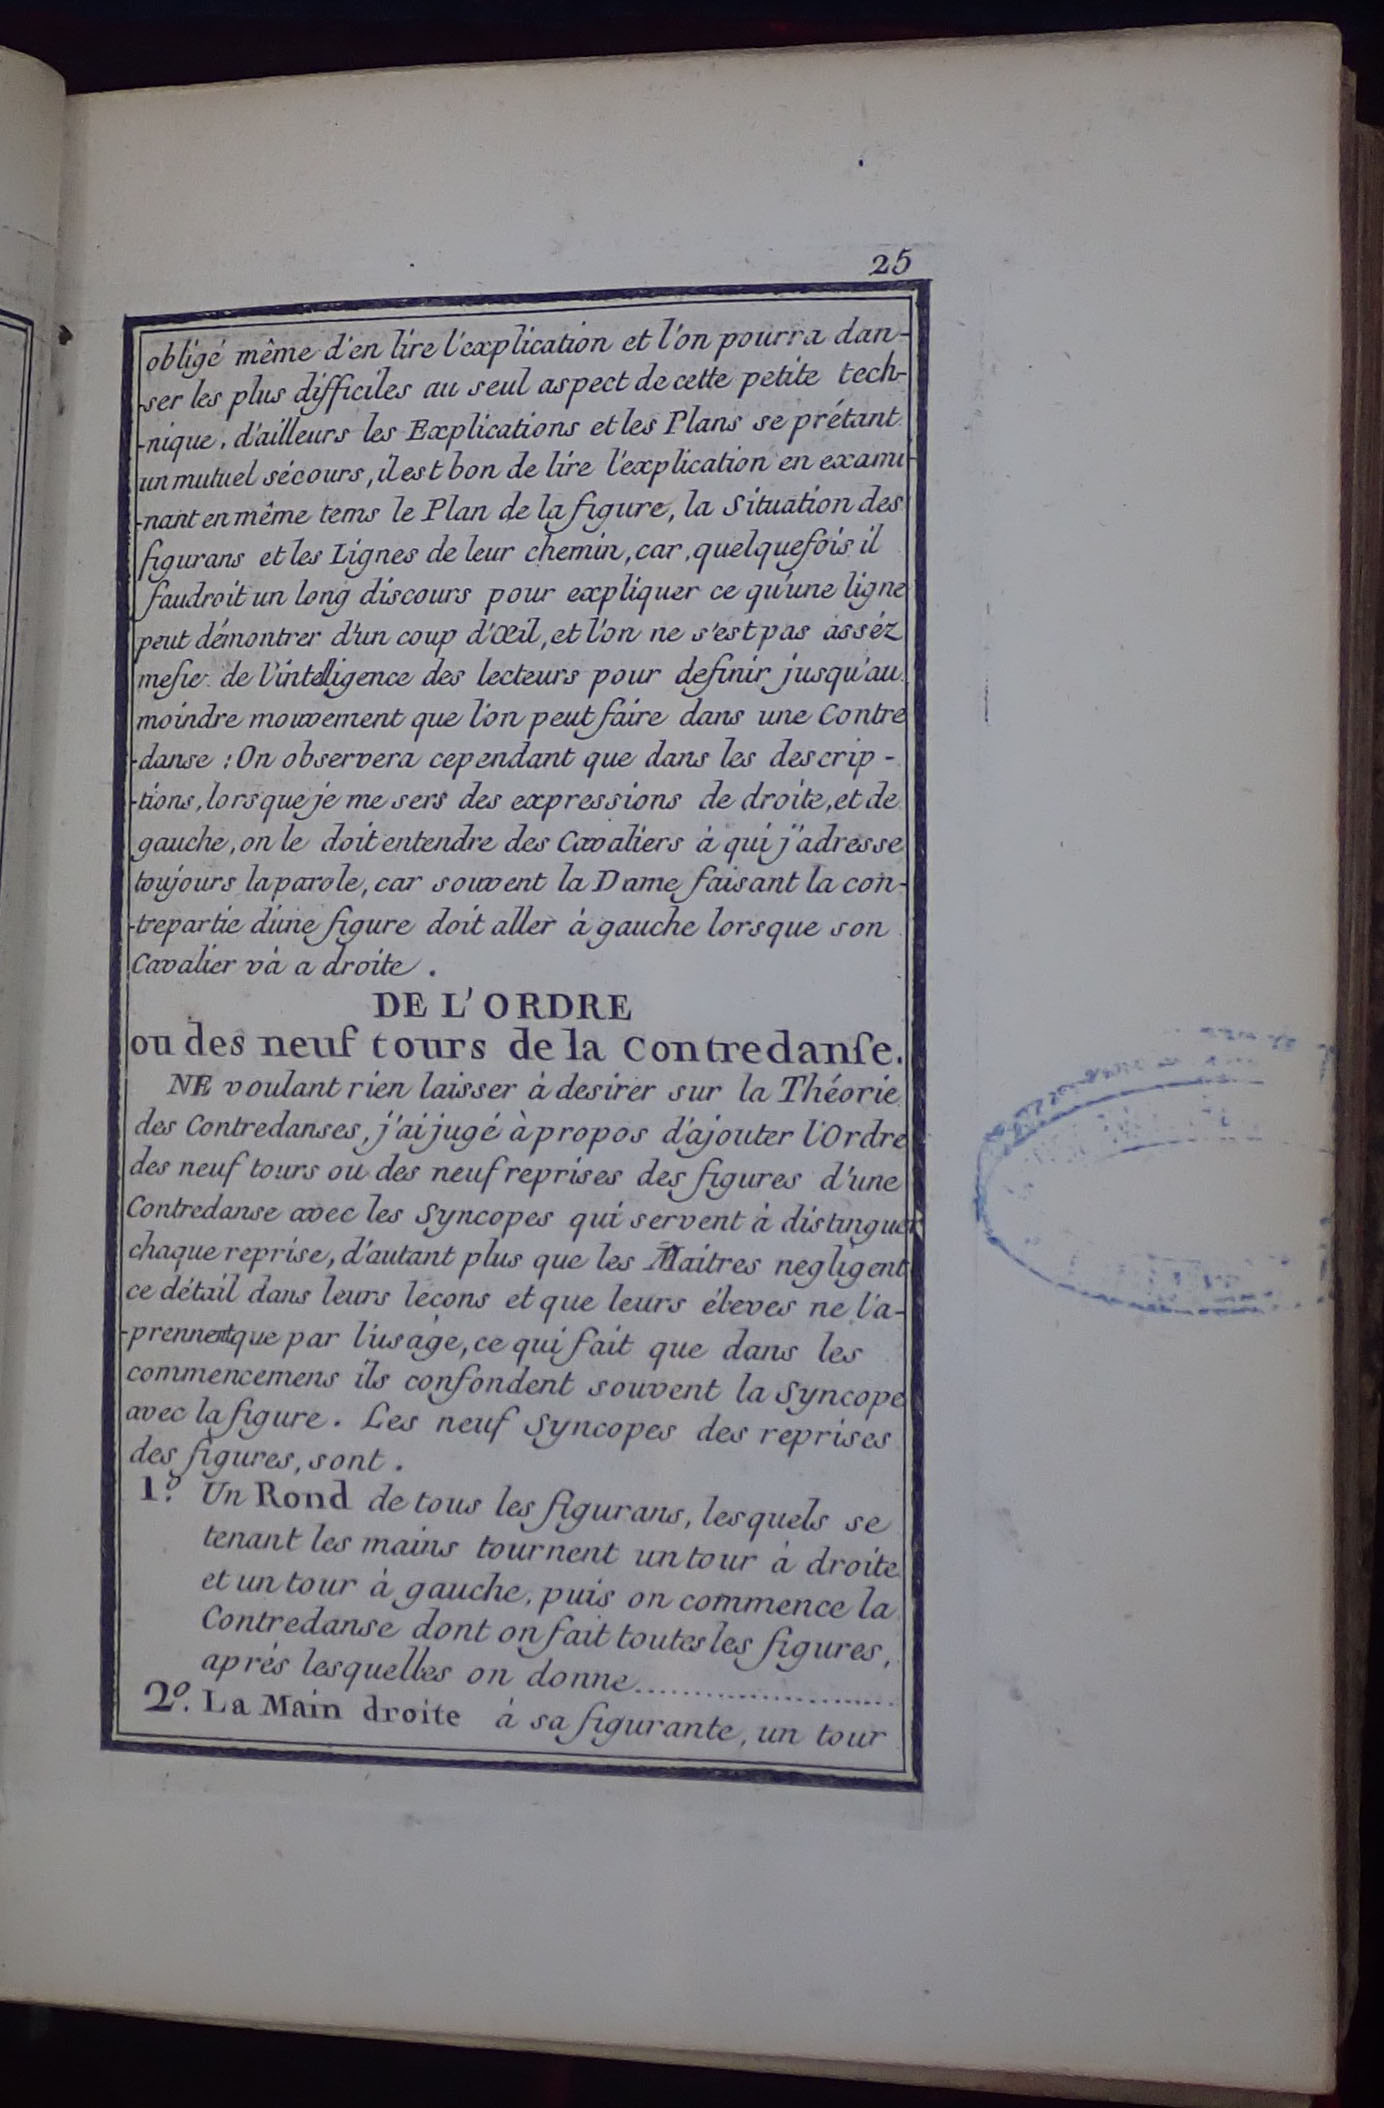 25
obligé même d'en lire l'explication et l'on pourra dan-
-ser les plus difficiles au seul aspect de cette petite tech-
-nique, d'ailleurs les Explications et les Plans se prétant
un mutuel sécours, il est bon de lire l'explication en exami-
-nant en même tems le Plan de la figure, la Situation des
figurans et les Lignes de leur chemin, car, quelquefois il
faudroit un long discours pour expliquer ce qu'une ligne
peut démontrer d'un coup d'œil, et l'on ne s'est pas asséz
mefie de l'intelligence des lecteurs pour definir jusqu'au
moindre mouvement que l'on peut faire dans une Contre
-danse : On observera cependant que dans les descrip -
-tions, lorsque je me sers des expressions de droite, et de
gauche, on le doit entendre des Cavaliers à qui j'adresse
toujours la parole, car souvent la Dame faisant la con-
-trepartie d'une figure doit aller à gauche lorsque son
Cavalier và a droite .
DE L'ORDRE
ou des neuf tours de la Contredanse.
NE voulant rien laisser à desirer sur la Théorie
des Contredanses, j'ai jugé à propos d'ajouter l'Ordre
des neuf tours ou des neuf reprises des figures d'une
Contredanse avec les Syncopes qui servent à distinguer
chaque reprise, d'autant plus que les Maitres negligent
ce détail dans leurs lecons et que leurs éleves ne l'a-
-prennent que par l'usage, ce qui fait que dans les
commencemens ils confondent souvent la Syncope
avec la figure. Les neuf Syncopes des reprises
des figures, sont .
1.º Un Rond de tous les figurans, lesquels se
tenant les mains tournent un tour à droite
et un tour à gauche, puis on commence la
Contredanse dont on fait toutes les figures,
aprés lesquelles on donne......................
2.º La Main droite à sa figurante, un tour